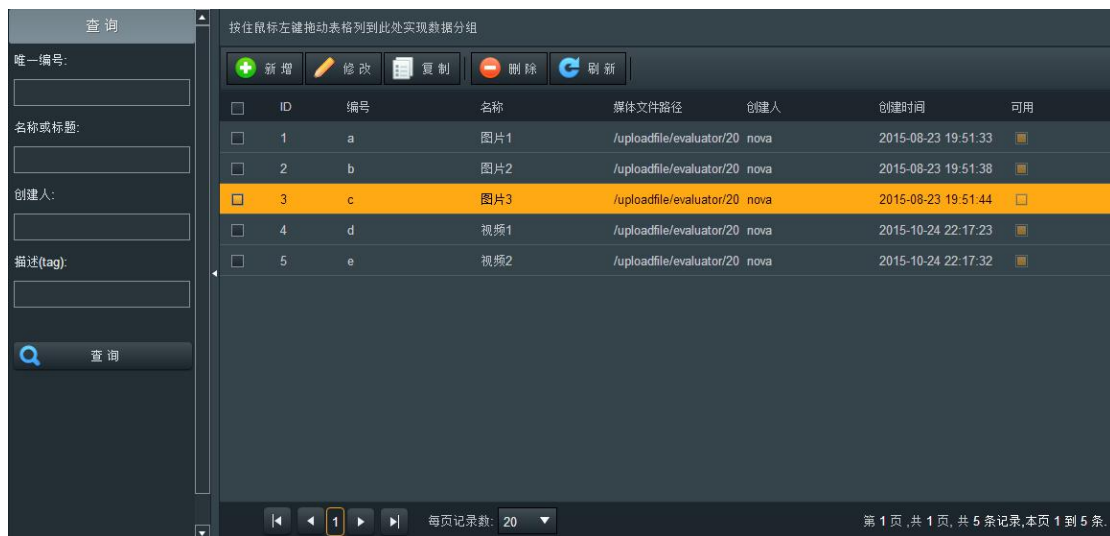 查 询
唯一编号:
名称或标题:
创建人:
描述(tag):
查 询
按住鼠标左键拖动表格列到此处实现数据分组
新 增 修 改 复 制 删 除 刷 新
ID 编号 名称 媒体文件路径 创建人 创建时间 可用
1 a 图片1 /uploadfile/evaluator/20 nova 2015-08-23 19:51:33
2 b 图片2 /uploadfile/evaluator/20 nova 2015-08-23 19:51:38
3 c 图片3 /uploadfile/evaluator/20 nova 2015-08-23 19:51:44
4 d 视频1 /uploadfile/evaluator/20 nova 2015-10-24 22:17:23
5 e 视频2 /uploadfile/evaluator/20 nova 2015-10-24 22:17:32
1 每页记录数: 20 第 1 页 ,共 1 页, 共 5 条记录,本页 1 到 5 条.